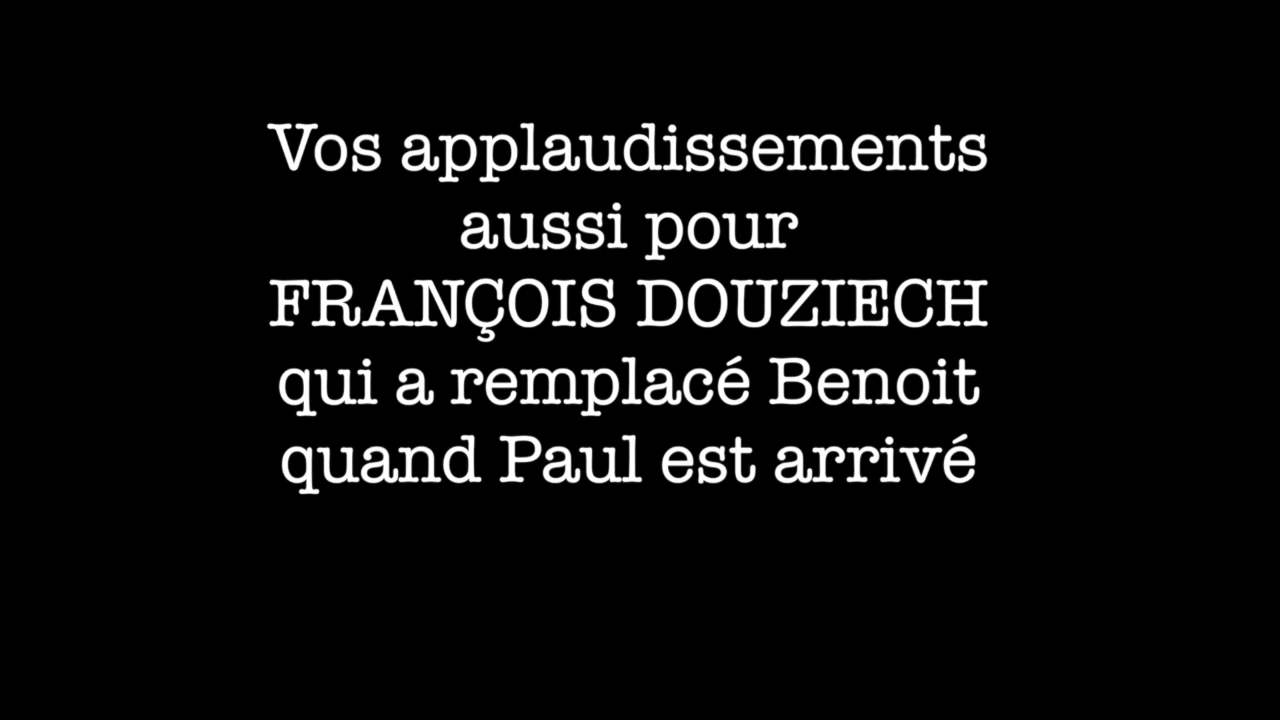 Vos applaudissements
aussi pour
FRANÇOIS DOUZIECH
qui a remplacé Benoit
quand Paul est arrivé